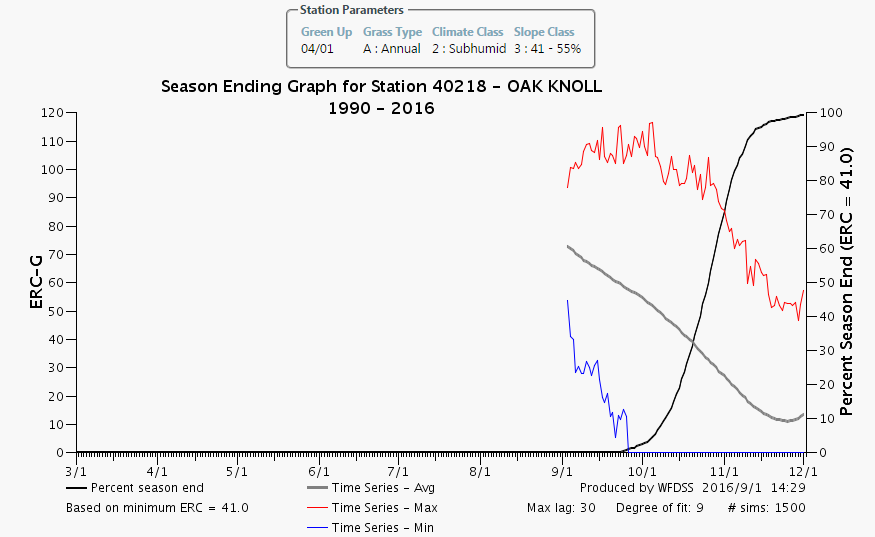 Station Parameters
Green Up Grass Type Climate Class Slope Class
04/01 A : Annual 2 : Subhumid 3 : 41 - 55%
Season Ending Graph for Station 40218 - OAK KNOLL
1990 - 2016
120
110
100
90
80
70
60
50
40
30
20
10
0
ERC-G
100
90
80
70
60
50
40
30
20
10
0
Percent Season End (ERC = 41.0)
3/1 4/1 5/1 6/1 7/1 8/1 9/1 10/1 11/1 12/1
Percent season end Time Series - Avg Produced by WFDSS 2016/9/1 14:29
Based on minimum ERC = 41.0 Time Series - Max Max lag: 30 Degree of fit: 9 # sims: 1500
Time Series - Min